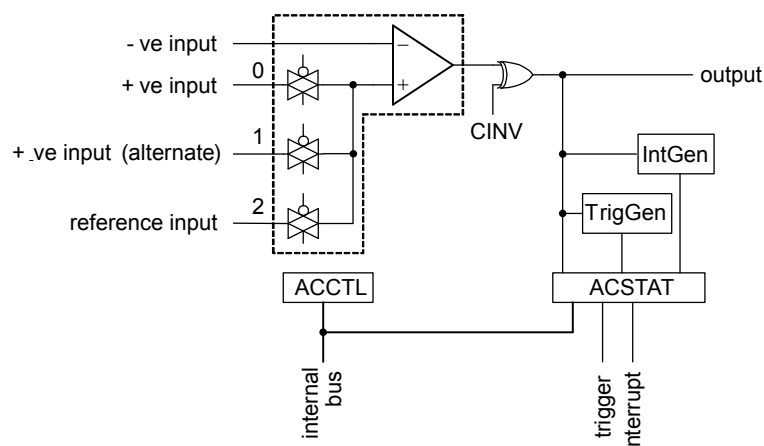 - ve input
+ ve input 0
+ ve input (alternate) 1
reference input 2
−
+
CINV
output
IntGen
TrigGen
ACCTL
ACSTAT
internal
bus
trigger
nterrupt